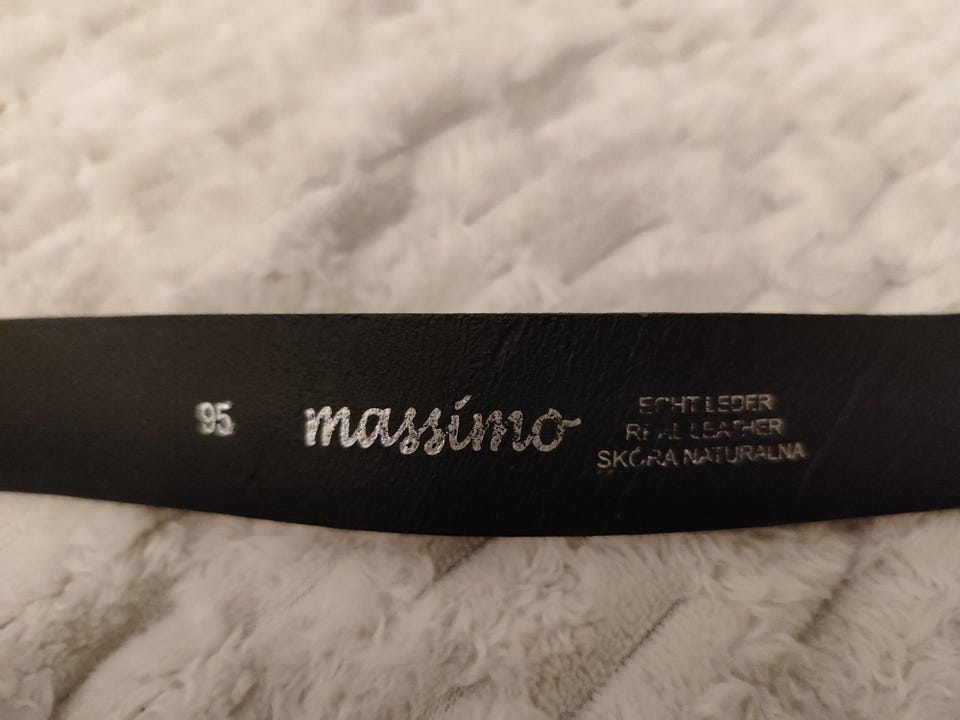 95
massimo
ECHT LEDER
REAL LEATHER
SKÓRA NATURALNA